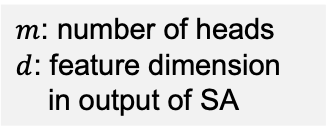 m: number of heads
d: feature dimension
in output of SA